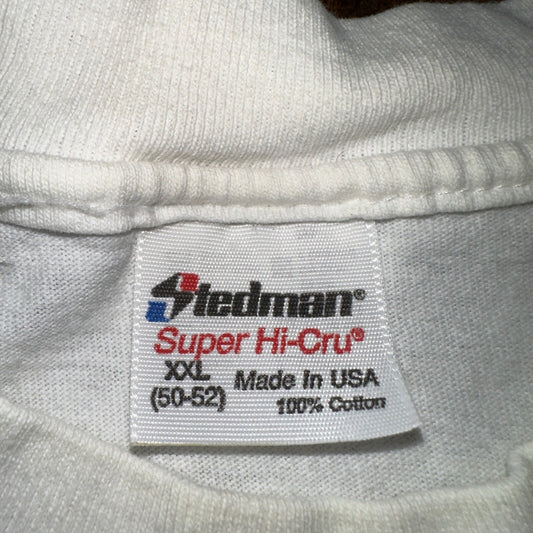 Stedman®
Super Hi-Cru®
XXL
(50-52)
Made In USA
100% Cotton